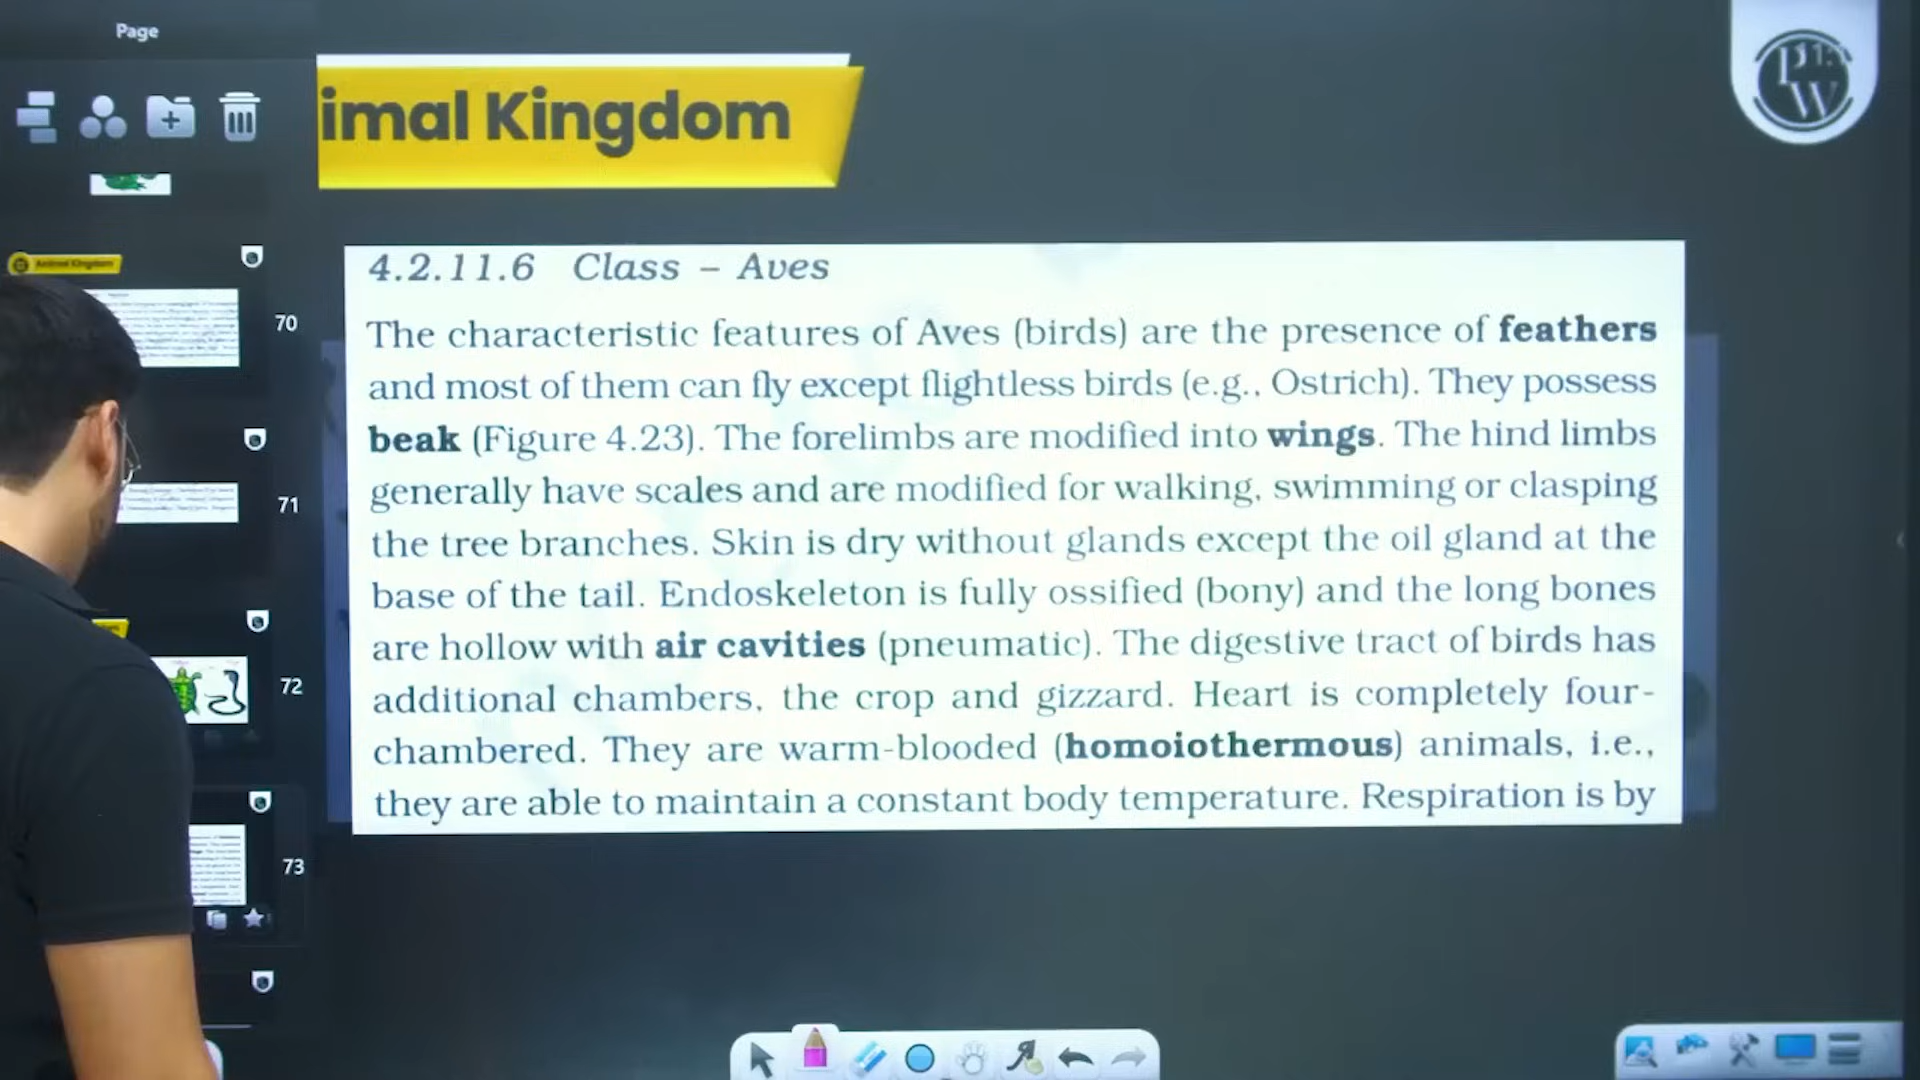 Page
imal Kingdom
PW
4.2.11.6 Class – Aves
The characteristic features of Aves (birds) are the presence of feathers
and most of them can fly except flightless birds (e.g., Ostrich). They possess
beak (Figure 4.23). The forelimbs are modified into wings. The hind limbs
generally have scales and are modified for walking, swimming or clasping
the tree branches. Skin is dry without glands except the oil gland at the
base of the tail. Endoskeleton is fully ossified (bony) and the long bones
are hollow with air cavities (pneumatic). The digestive tract of birds has
additional chambers, the crop and gizzard. Heart is completely four-
chambered. They are warm-blooded (homoiothermous) animals, i.e.,
they are able to maintain a constant body temperature. Respiration is by
Animal Kingdom
70
71
72
73